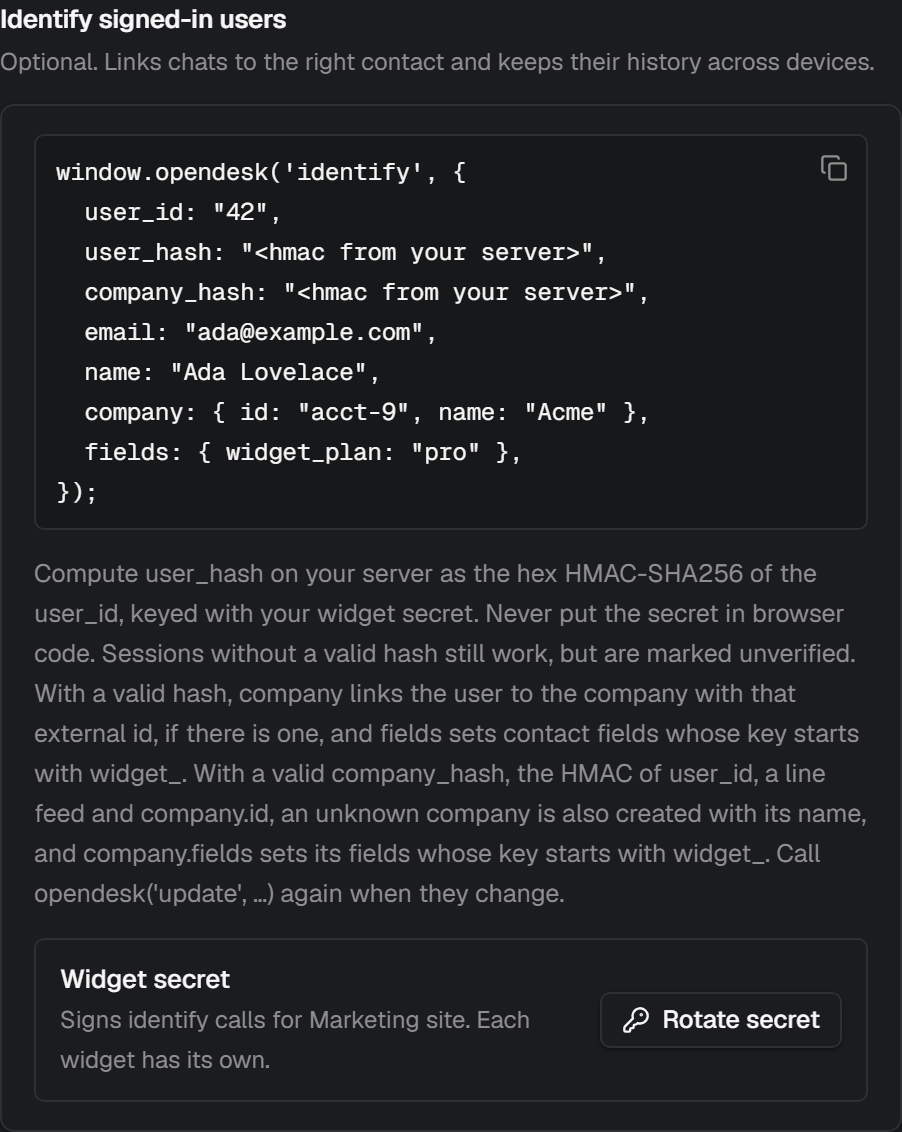 Identify signed-in users
Optional. Links chats to the right contact and keeps their history across devices.
window.opendesk('identify', {
  user_id: "42",
  user_hash: "<hmac from your server>",
  company_hash: "<hmac from your server>",
  email: "ada@example.com",
  name: "Ada Lovelace",
  company: { id: "acct-9", name: "Acme" },
  fields: { widget_plan: "pro" },
});
Compute user_hash on your server as the hex HMAC-SHA256 of the
user_id, keyed with your widget secret. Never put the secret in browser
code. Sessions without a valid hash still work, but are marked unverified.
With a valid hash, company links the user to the company with that
external id, if there is one, and fields sets contact fields whose key starts
with widget_. With a valid company_hash, the HMAC of user_id, a line
feed and company.id, an unknown company is also created with its name,
and company.fields sets its fields whose key starts with widget_. Call
opendesk('update', …) again when they change.
Widget secret
Signs identify calls for Marketing site. Each
widget has its own.
Rotate secret